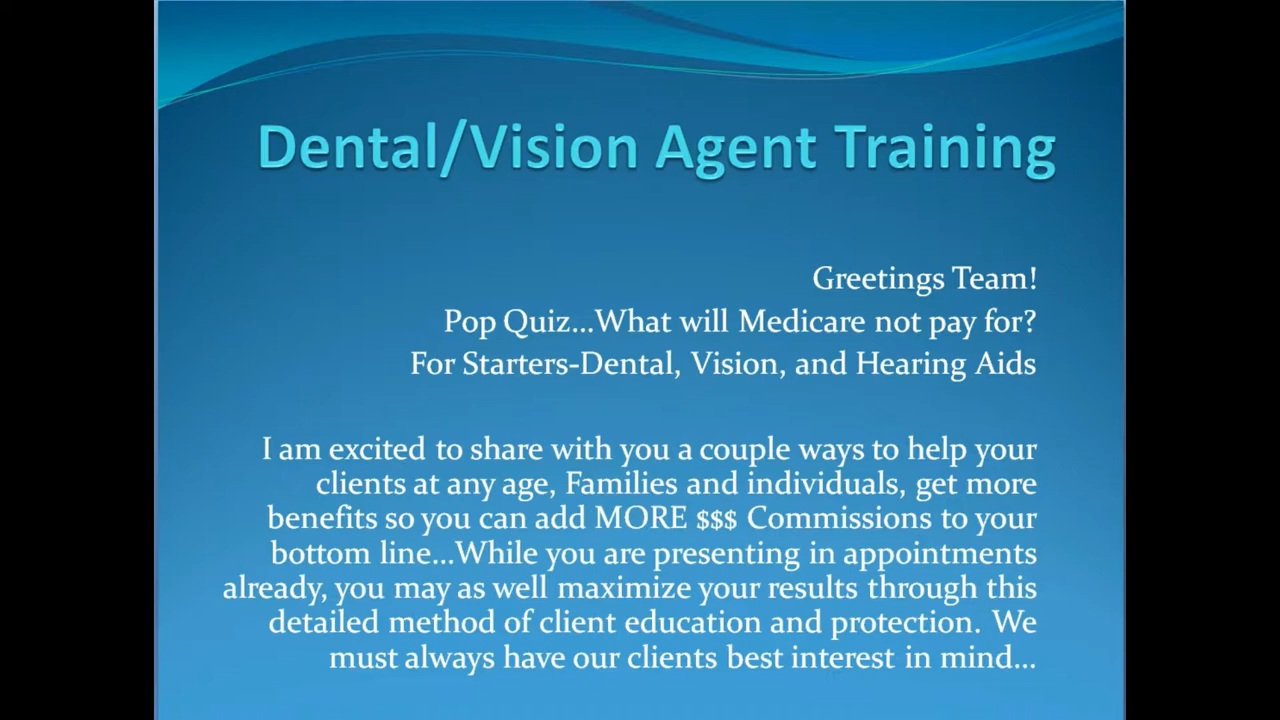 Dental/Vision Agent Training
Greetings Team!
Pop Quiz...What will Medicare not pay for?
For Starters-Dental, Vision, and Hearing Aids
I am excited to share with you a couple ways to help your
clients at any age, Families and individuals, get more
benefits so you can add MORE $$$ Commissions to your
bottom line...While you are presenting in appointments
already, you may as well maximize your results through this
detailed method of client education and protection. We
must always have our clients best interest in mind...